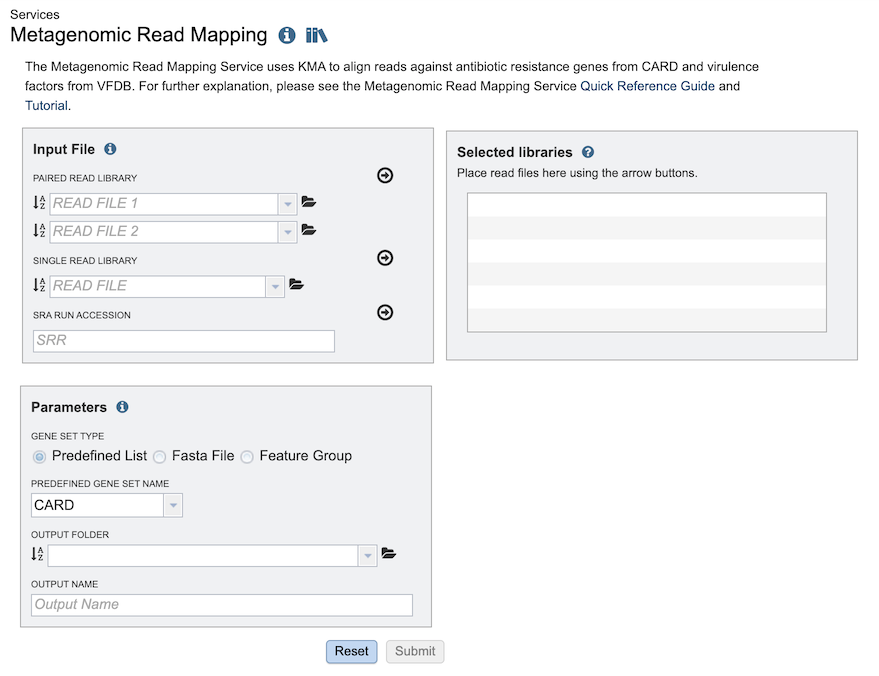 Services
Metagenomic Read Mapping
The Metagenomic Read Mapping Service uses KMA to align reads against antibiotic resistance genes from CARD and virulence
factors from VFDB. For further explanation, please see the Metagenomic Read Mapping Service Quick Reference Guide and
Tutorial.
Input File
PAIRED READ LIBRARY
READ FILE 1
READ FILE 2
SINGLE READ LIBRARY
READ FILE
SRA RUN ACCESSION
SRR
Selected libraries
Place read files here using the arrow buttons.
Parameters
GENE SET TYPE
Predefined List Fasta File Feature Group
PREDEFINED GENE SET NAME
CARD
OUTPUT FOLDER
OUTPUT NAME
Output Name
Reset Submit